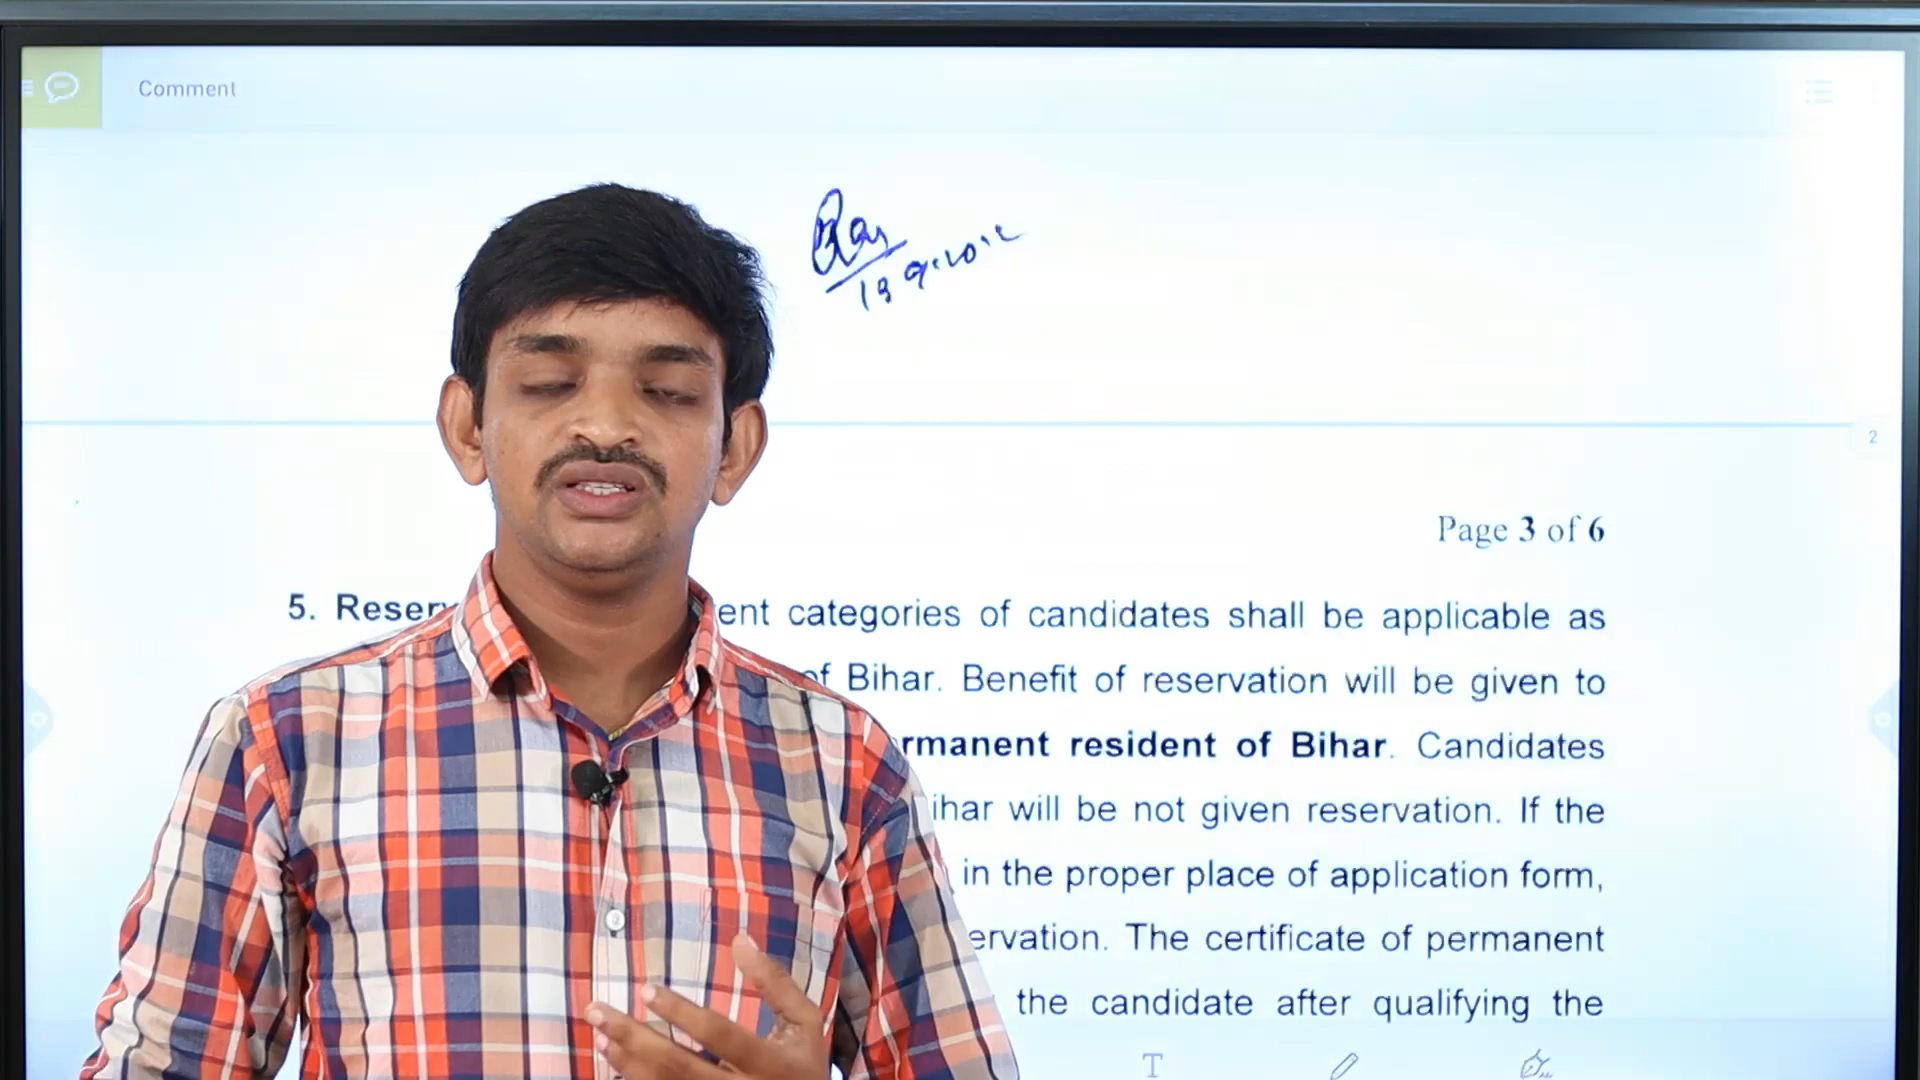 Comment
2
Page 3 of 6
5. Reser ent categories of candidates shall be applicable as
of Bihar. Benefit of reservation will be given to
rmanent resident of Bihar. Candidates
ihar will be not given reservation. If the
in the proper place of application form,
ervation. The certificate of permanent
the candidate after qualifying the
T